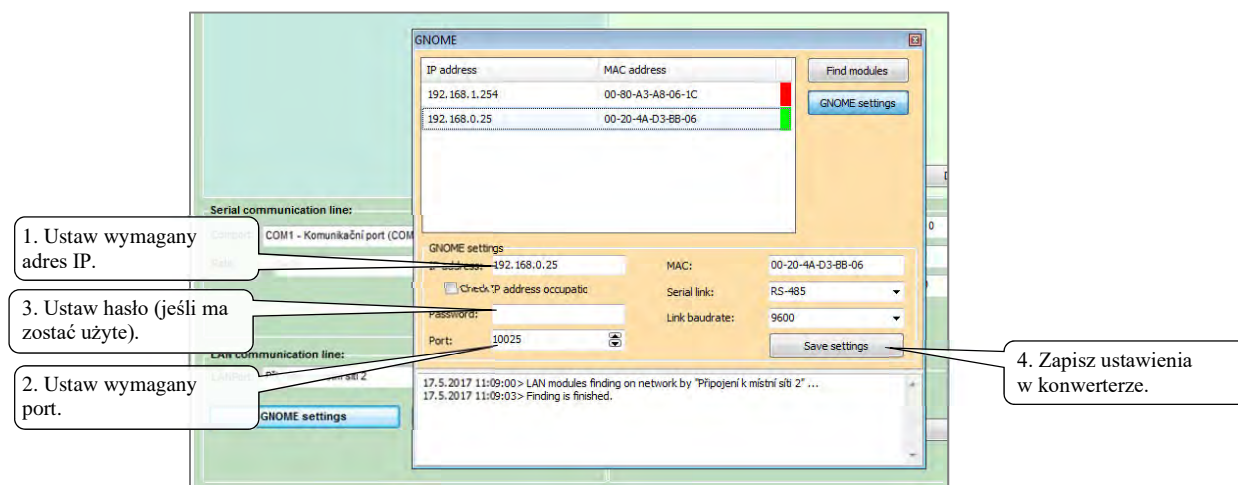 GNOME
IP address MAC address
192.168.1.254 00-80-A3-A8-06-1C
192.168.0.25 00-20-4A-D3-BB-06
Find modules
GNOME settings
Serial communication line:
COM1 - Komunikační port (COM
0
1. Ustaw wymagany
adres IP.
3. Ustaw hasło (jeśli ma
zostać użyte).
2. Ustaw wymagany
port.
GNOME settings
IP address: 192.168.0.25
MAC: 00-20-4A-D3-BB-06
Check IP address occupatic
Serial link: RS-485
Password:
Link baudrate: 9600
Port: 10025
Save settings
4. Zapisz ustawienia
w konwerterze.
LAN communication line:
síti 2
GNOME settings
17.5.2017 11:09:00> LAN modules finding on network by "Připojení k místní síti 2" ...
17.5.2017 11:09:03> Finding is finished.